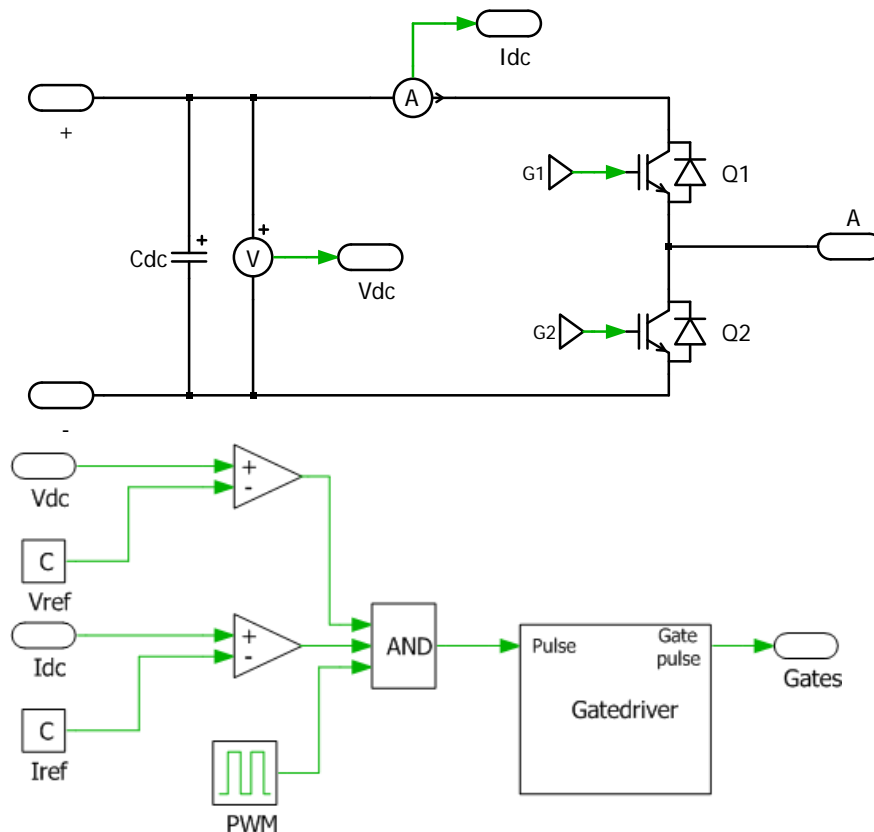 Idc
A
+
G1
Q1
A
+
Cdc
+
V
Vdc
G2
Q2
-
+
-
Vdc
C
Vref
+
-
Idc
C
Iref
AND
PWM
Pulse
Gate
pulse
Gatedriver
Gates